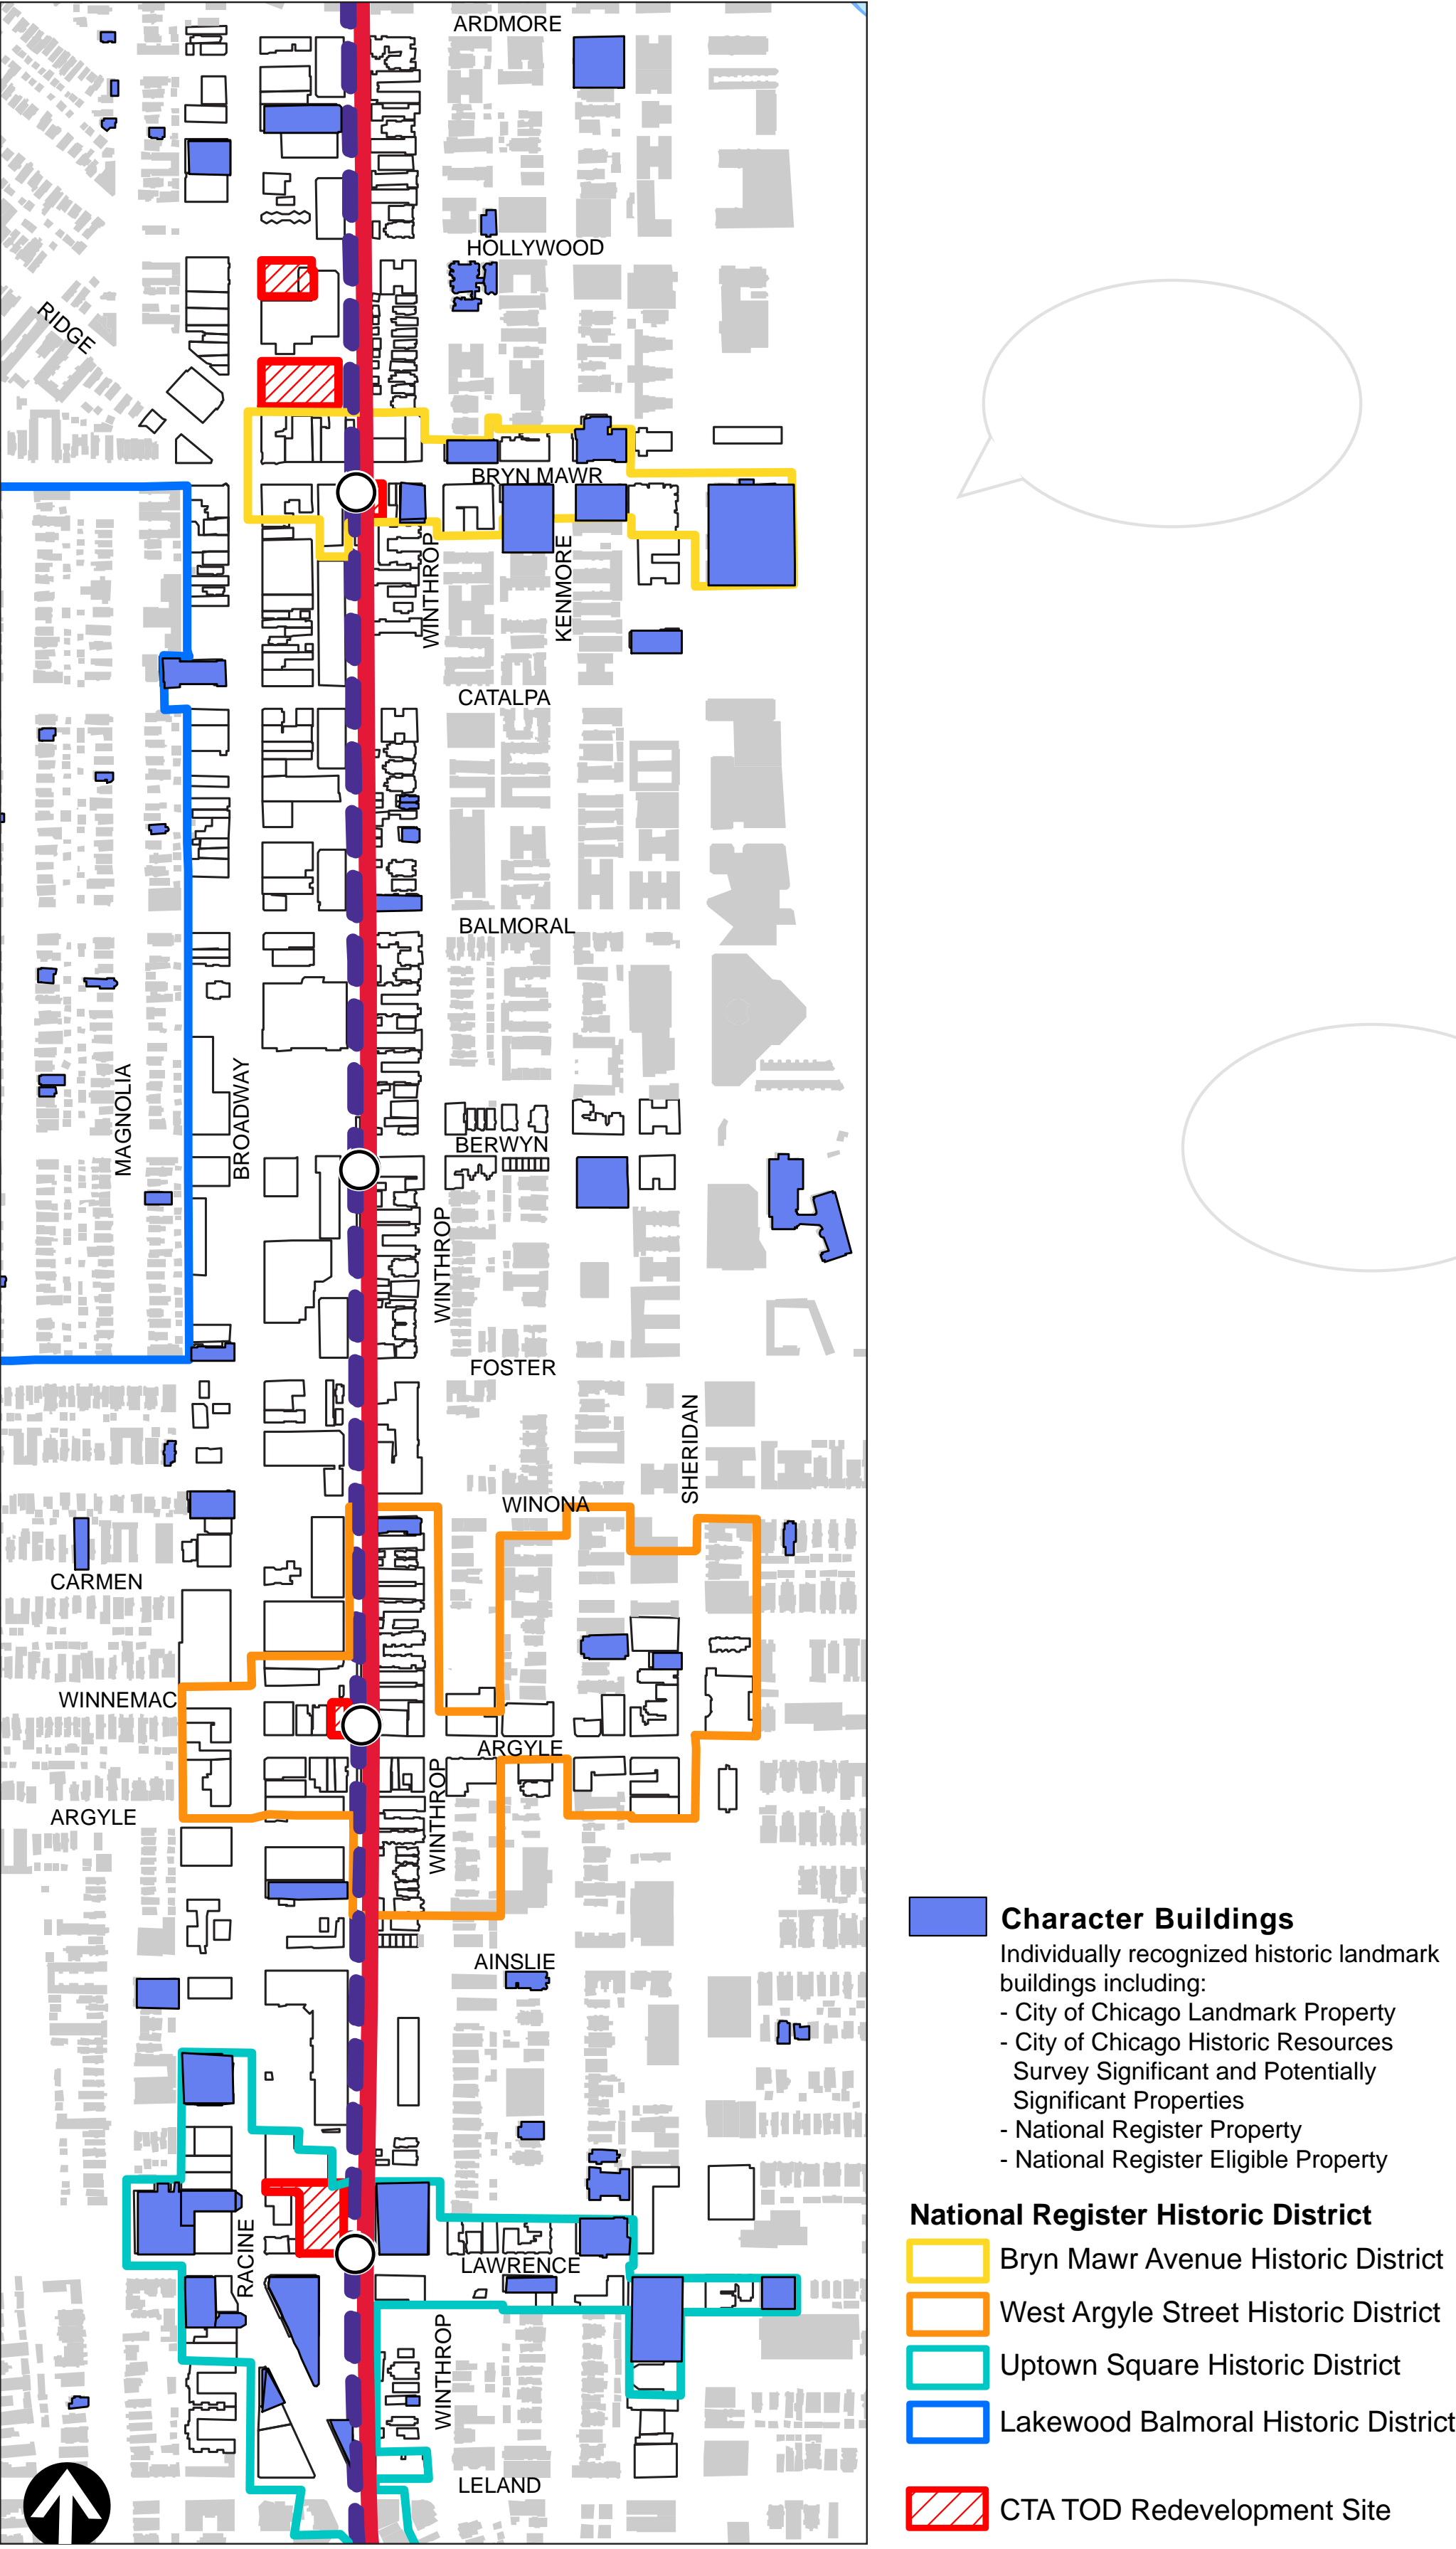 ARDMORE
HOLLYWOOD
RIDGE
BRYN MAWR
WINTHROP
KENMORE
CATALPA
BALMORAL
MAGNOLIA
BROADWAY
BERWYN
WINTHROP
FOSTER
SHERIDAN
WINONA
CARMEN
WINNEMAC
ARGYLE
WINTHROP
ARGYLE
AINSLIE
RACINE
LAWRENCE
WINTHROP
LELAND
Character Buildings
Individually recognized historic landmark
buildings including:
- City of Chicago Landmark Property
- City of Chicago Historic Resources
Survey Significant and Potentially
Significant Properties
- National Register Property
- National Register Eligible Property
National Register Historic District
Bryn Mawr Avenue Historic District
West Argyle Street Historic District
Uptown Square Historic District
Lakewood Balmoral Historic District
CTA TOD Redevelopment Site